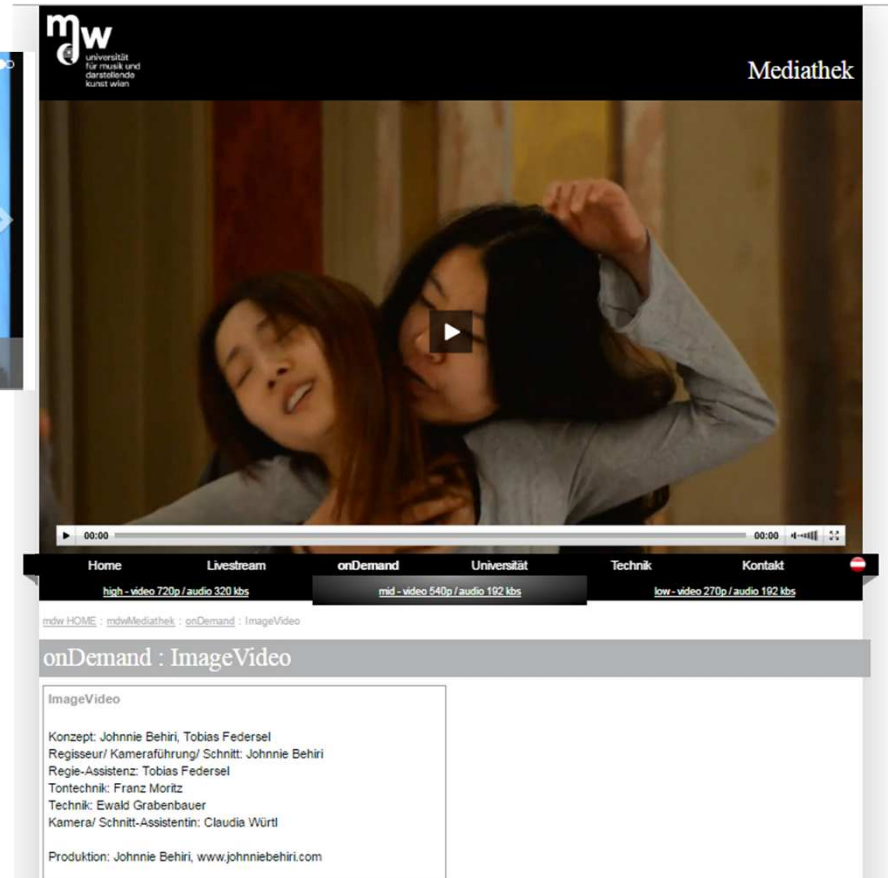 mdw
universität
für musik und
darstellende
kunst wien
Mediathek
00:00
00:00
Home Livestream onDemand Universität Technik Kontakt
high - video 720p / audio 320 kbs mid - video 540p / audio 192 kbs low - video 270p / audio 192 kbs
mdw HOME : mdwMediathek : onDemand : ImageVideo
onDemand : ImageVideo
ImageVideo
Konzept: Johnnie Behiri, Tobias Federsel
Regisseur/ Kameraführung/ Schnitt: Johnnie Behiri
Regie-Assistenz: Tobias Federsel
Tontechnik: Franz Moritz
Technik: Ewald Grabenbauer
Kamera/ Schnitt-Assistentin: Claudia Würtl
Produktion: Johnnie Behiri, www.johnniebehiri.com